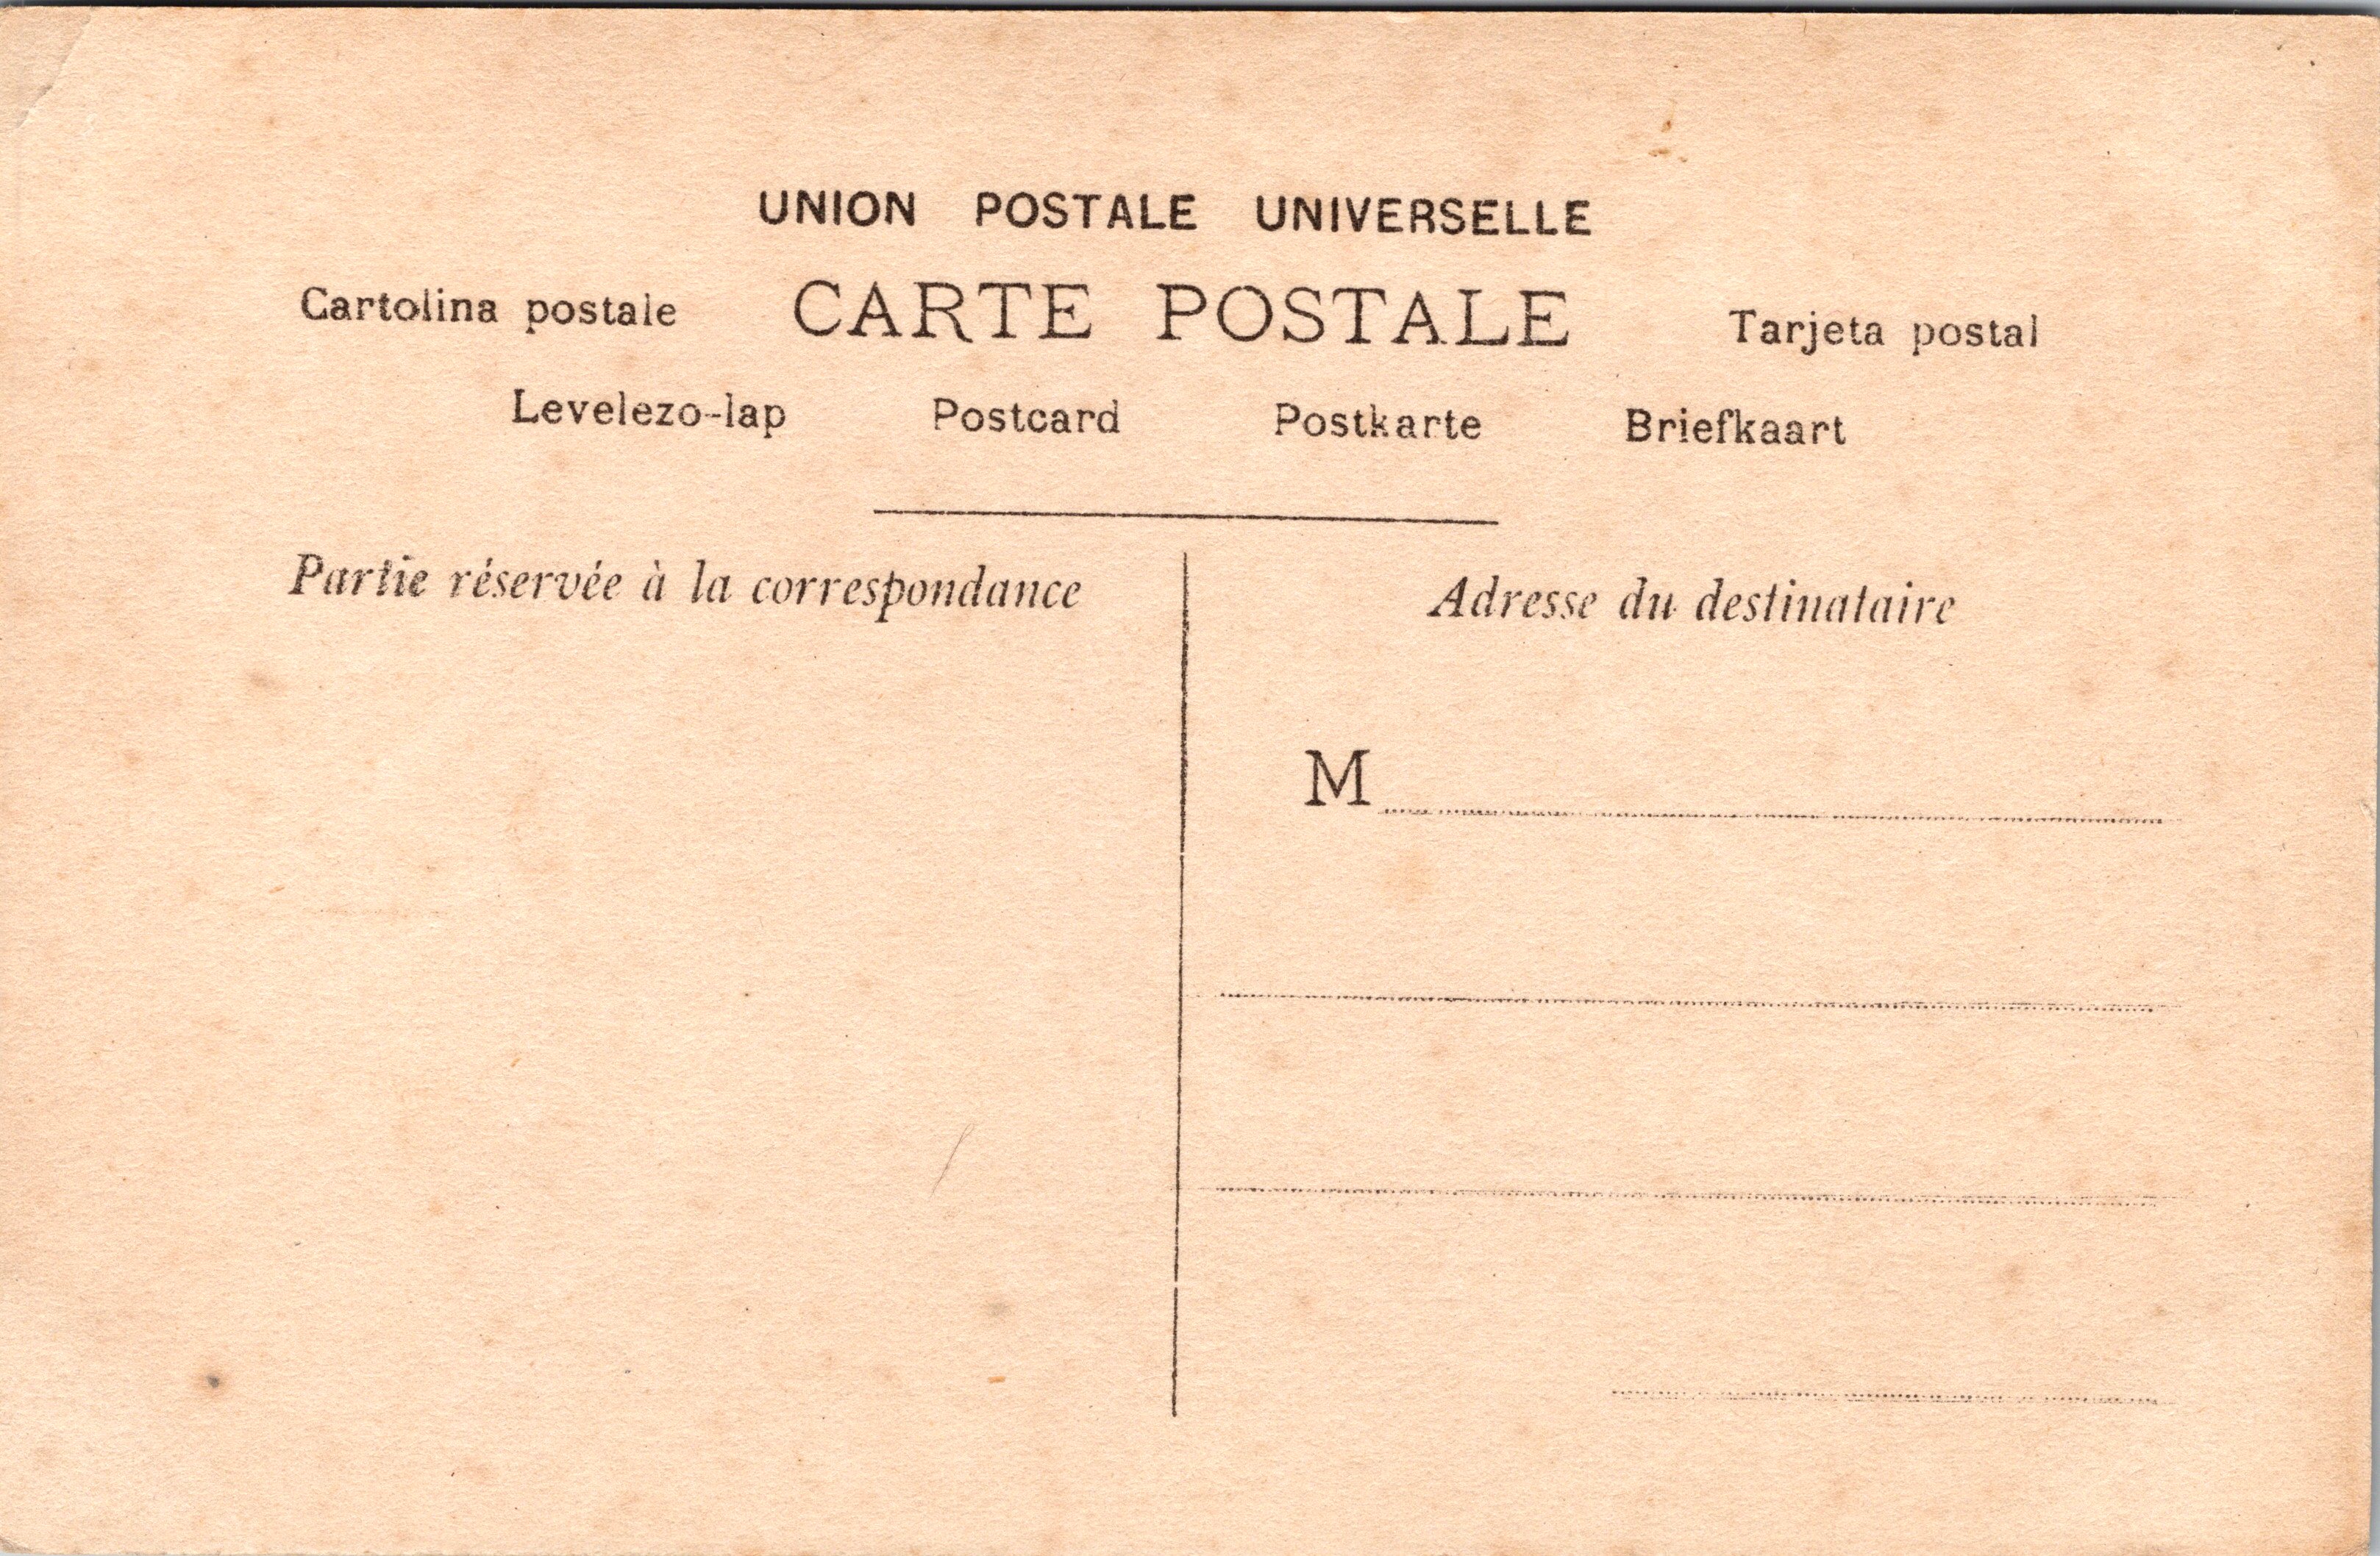 UNION POSTALE UNIVERSELLE
Cartolina postale CARTE POSTALE Tarjeta postal
Levelezo-lap Postcard Postkarte Briefkaart
Partie réservée à la correspondance
Adresse du destinataire
M